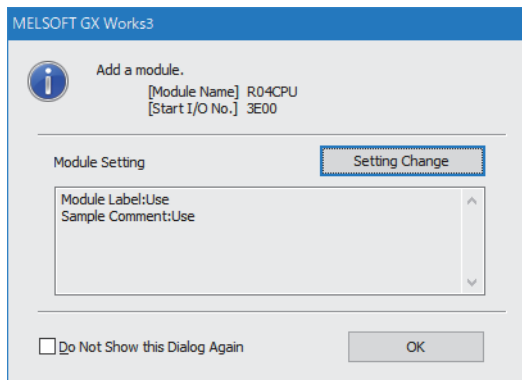 MELSOFT GX Works3
Add a module.
[Module Name] R04CPU
[Start I/O No.] 3E00
Module Setting
Setting Change
Module Label:Use
Sample Comment:Use
Do Not Show this Dialog Again
OK